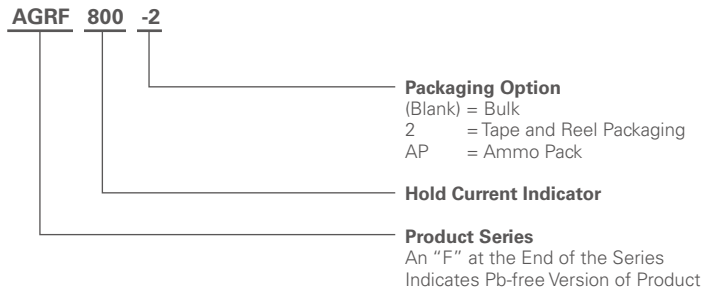 AGRF 800 -2
Packaging Option
(Blank) = Bulk
2 = Tape and Reel Packaging
AP = Ammo Pack
Hold Current Indicator
Product Series
An “F” at the End of the Series
Indicates Pb-free Version of Product